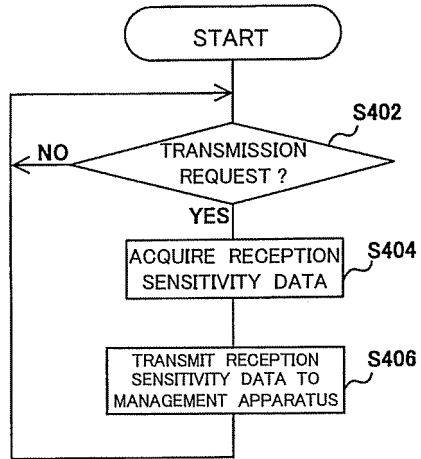 START
S402
NO
TRANSMISSION
REQUEST ?
YES
ACQUIRE RECEPTION
SENSITIVITY DATA
S404
TRANSMIT RECEPTION
SENSITIVITY DATA TO
MANAGEMENT APPARATUS
S406